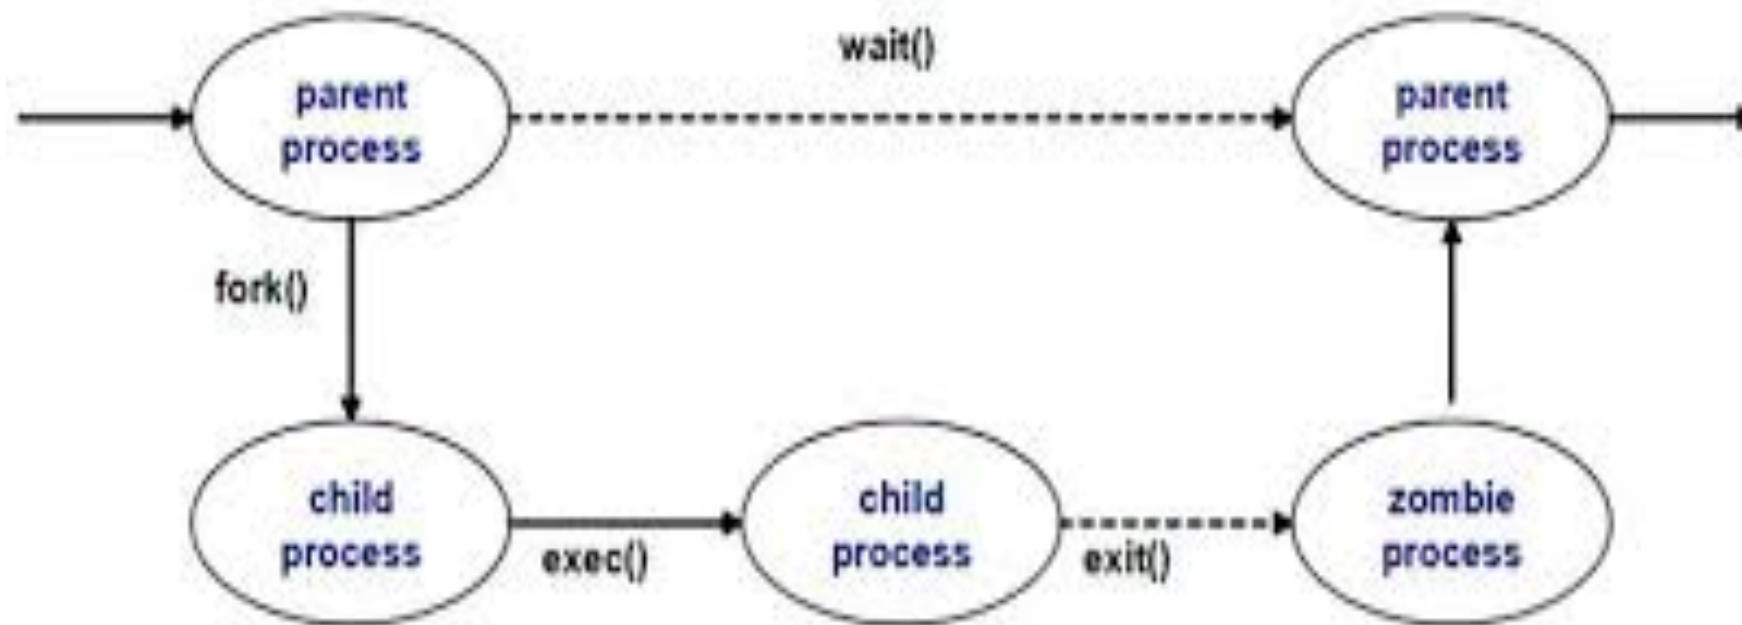 wait()
parent
process
parent
process
fork()
child
process
exec()
child
process
exit()
zombie
process